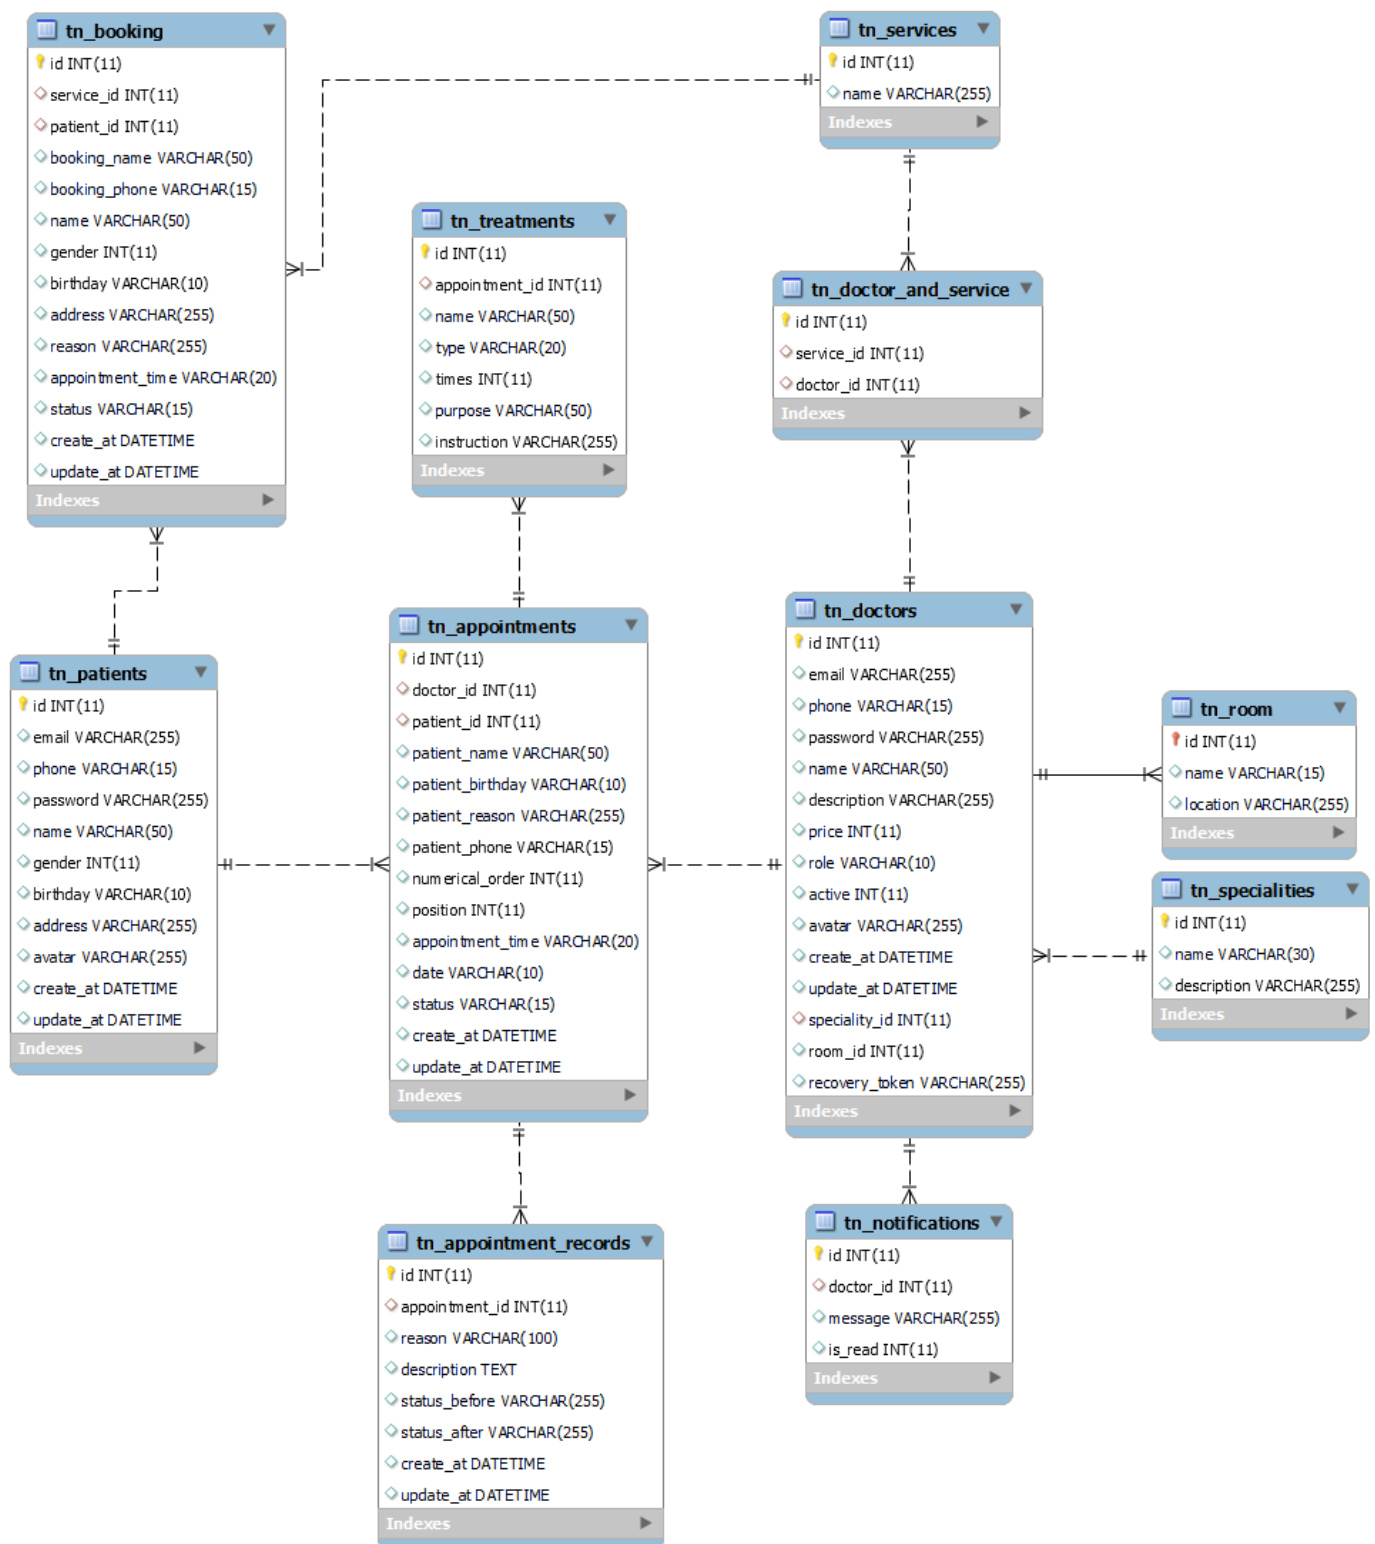 tn_booking
id INT(11)
service_id INT(11)
patient_id INT(11)
booking_name VARCHAR(50)
booking_phone VARCHAR(15)
name VARCHAR(50)
gender INT(11)
birthday VARCHAR(10)
address VARCHAR(255)
reason VARCHAR(255)
appointment_time VARCHAR(20)
status VARCHAR(15)
create_at DATETIME
update_at DATETIME
Indexes
tn_services
id INT(11)
name VARCHAR(255)
Indexes
tn_treatments
id INT(11)
appointment_id INT(11)
name VARCHAR(50)
type VARCHAR(20)
times INT(11)
purpose VARCHAR(50)
instruction VARCHAR(255)
Indexes
tn_doctor_and_service
id INT(11)
service_id INT(11)
doctor_id INT(11)
Indexes
tn_patients
id INT(11)
email VARCHAR(255)
phone VARCHAR(15)
password VARCHAR(255)
name VARCHAR(50)
gender INT(11)
birthday VARCHAR(10)
address VARCHAR(255)
avatar VARCHAR(255)
create_at DATETIME
update_at DATETIME
Indexes
tn_appointments
id INT(11)
doctor_id INT(11)
patient_id INT(11)
patient_name VARCHAR(50)
patient_birthday VARCHAR(10)
patient_reason VARCHAR(255)
patient_phone VARCHAR(15)
numerical_order INT(11)
position INT(11)
appointment_time VARCHAR(20)
date VARCHAR(10)
status VARCHAR(15)
create_at DATETIME
update_at DATETIME
Indexes
tn_doctors
id INT(11)
email VARCHAR(255)
phone VARCHAR(15)
password VARCHAR(255)
name VARCHAR(50)
description VARCHAR(255)
price INT(11)
role VARCHAR(10)
active INT(11)
avatar VARCHAR(255)
create_at DATETIME
update_at DATETIME
speciality_id INT(11)
room_id INT(11)
recovery_token VARCHAR(255)
Indexes
tn_room
id INT(11)
name VARCHAR(15)
location VARCHAR(255)
Indexes
tn_specialities
id INT(11)
name VARCHAR(30)
description VARCHAR(255)
Indexes
tn_appointment_records
id INT(11)
appointment_id INT(11)
reason VARCHAR(100)
description TEXT
status_before VARCHAR(255)
status_after VARCHAR(255)
create_at DATETIME
update_at DATETIME
Indexes
tn_notifications
id INT(11)
doctor_id INT(11)
message VARCHAR(255)
is_read INT(11)
Indexes